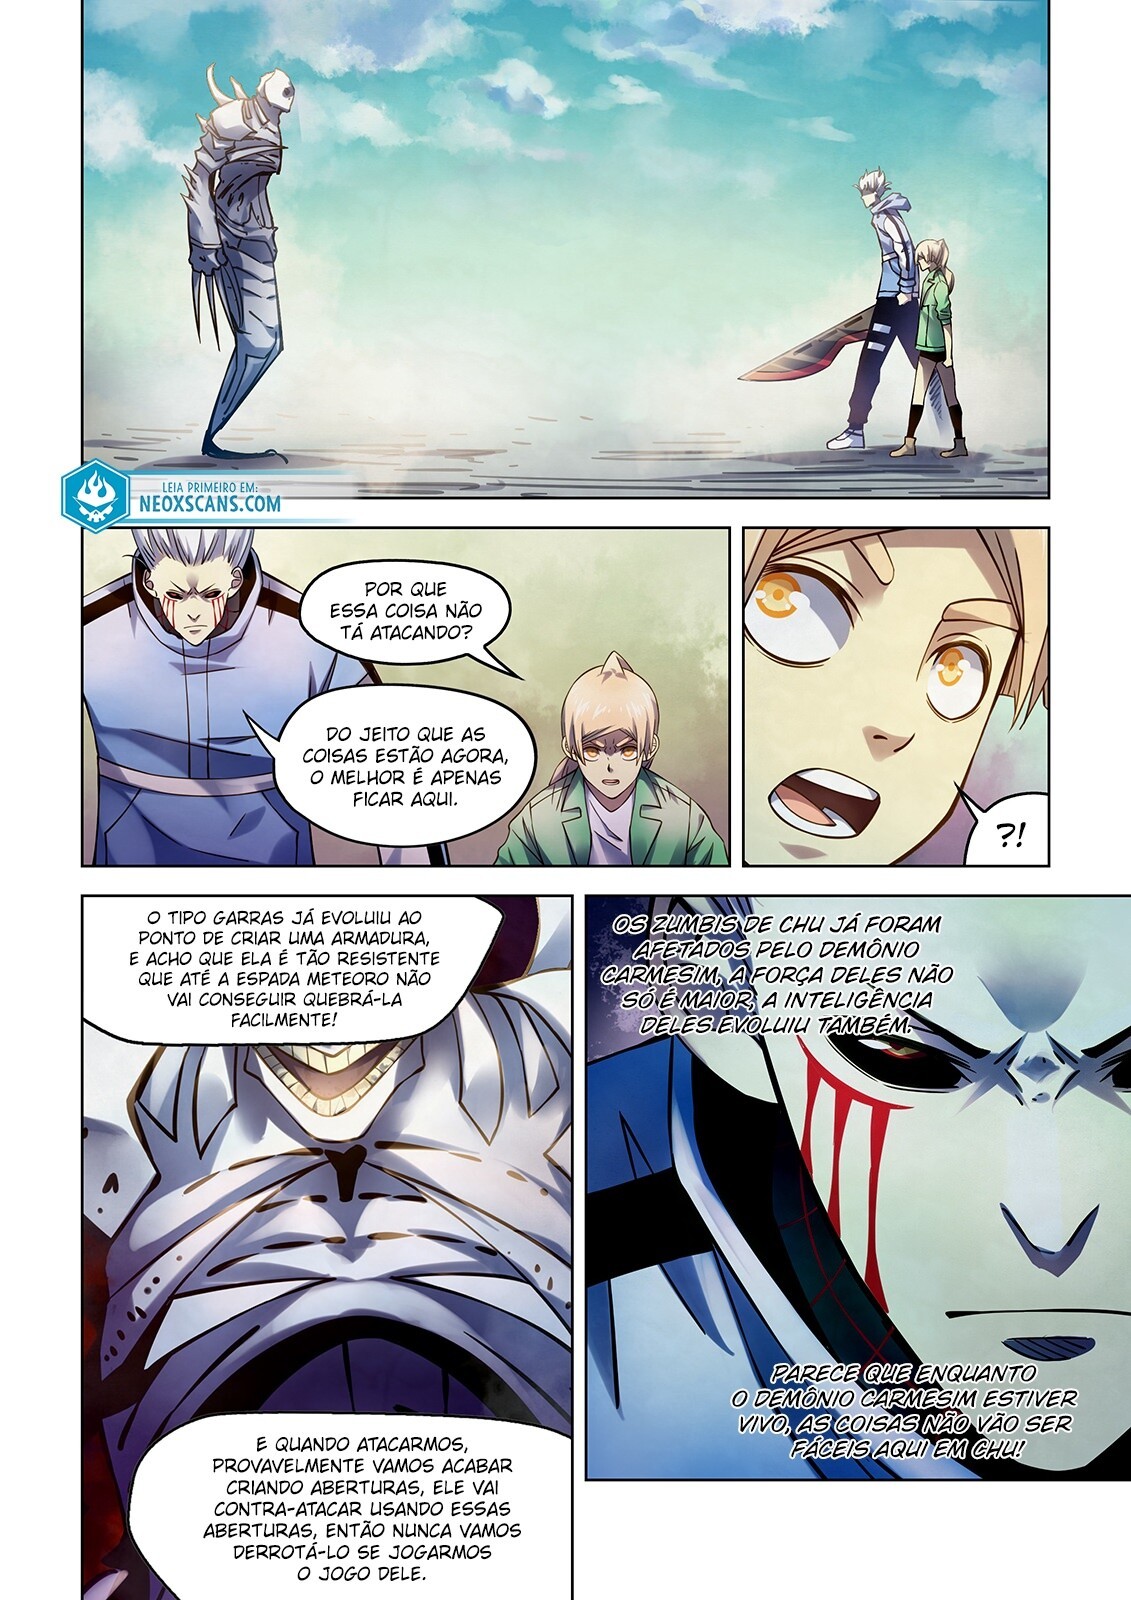 LEIA PRIMEIRO EM:
NEOXSCANS.COM
POR QUE
ESSA COISA NÃO
TÁ ATACANDO?
DO JEITO QUE AS
COISAS ESTÃO AGORA,
O MELHOR É APENAS
FICAR AQUI.
?!
O TIPO GARRAS JÁ EVOLUIU AO
PONTO DE CRIAR UMA ARMADURA,
E ACHO QUE ELA É TÃO RESISTENTE
QUE ATÉ A ESPADA METEORO NÃO
VAI CONSEGUIR QUEBRÁ-LA
FACILMENTE!
E QUANDO ATACARMOS,
PROVAVELMENTE VAMOS ACABAR
CRIANDO ABERTURAS, ELE VAI
CONTRA-ATACAR USANDO ESSAS
ABERTURAS, ENTÃO NUNCA VAMOS
DERROTÁ-LO SE JOGARMOS
O JOGO DELE.
OS ZUMBIS DE CHU JÁ FORAM
AFETADOS PELO DEMÔNIO
CARMESIM, A FORÇA DELES NÃO
SÓ É MAIOR, A INTELIGÊNCIA
DELES EVOLUIU TAMBÉM.
PARECE QUE ENQUANTO
O DEMÔNIO CARMESIM ESTIVER
VIVO, AS COISAS NÃO VÃO SER
FÁCEIS AQUI EM CHU!